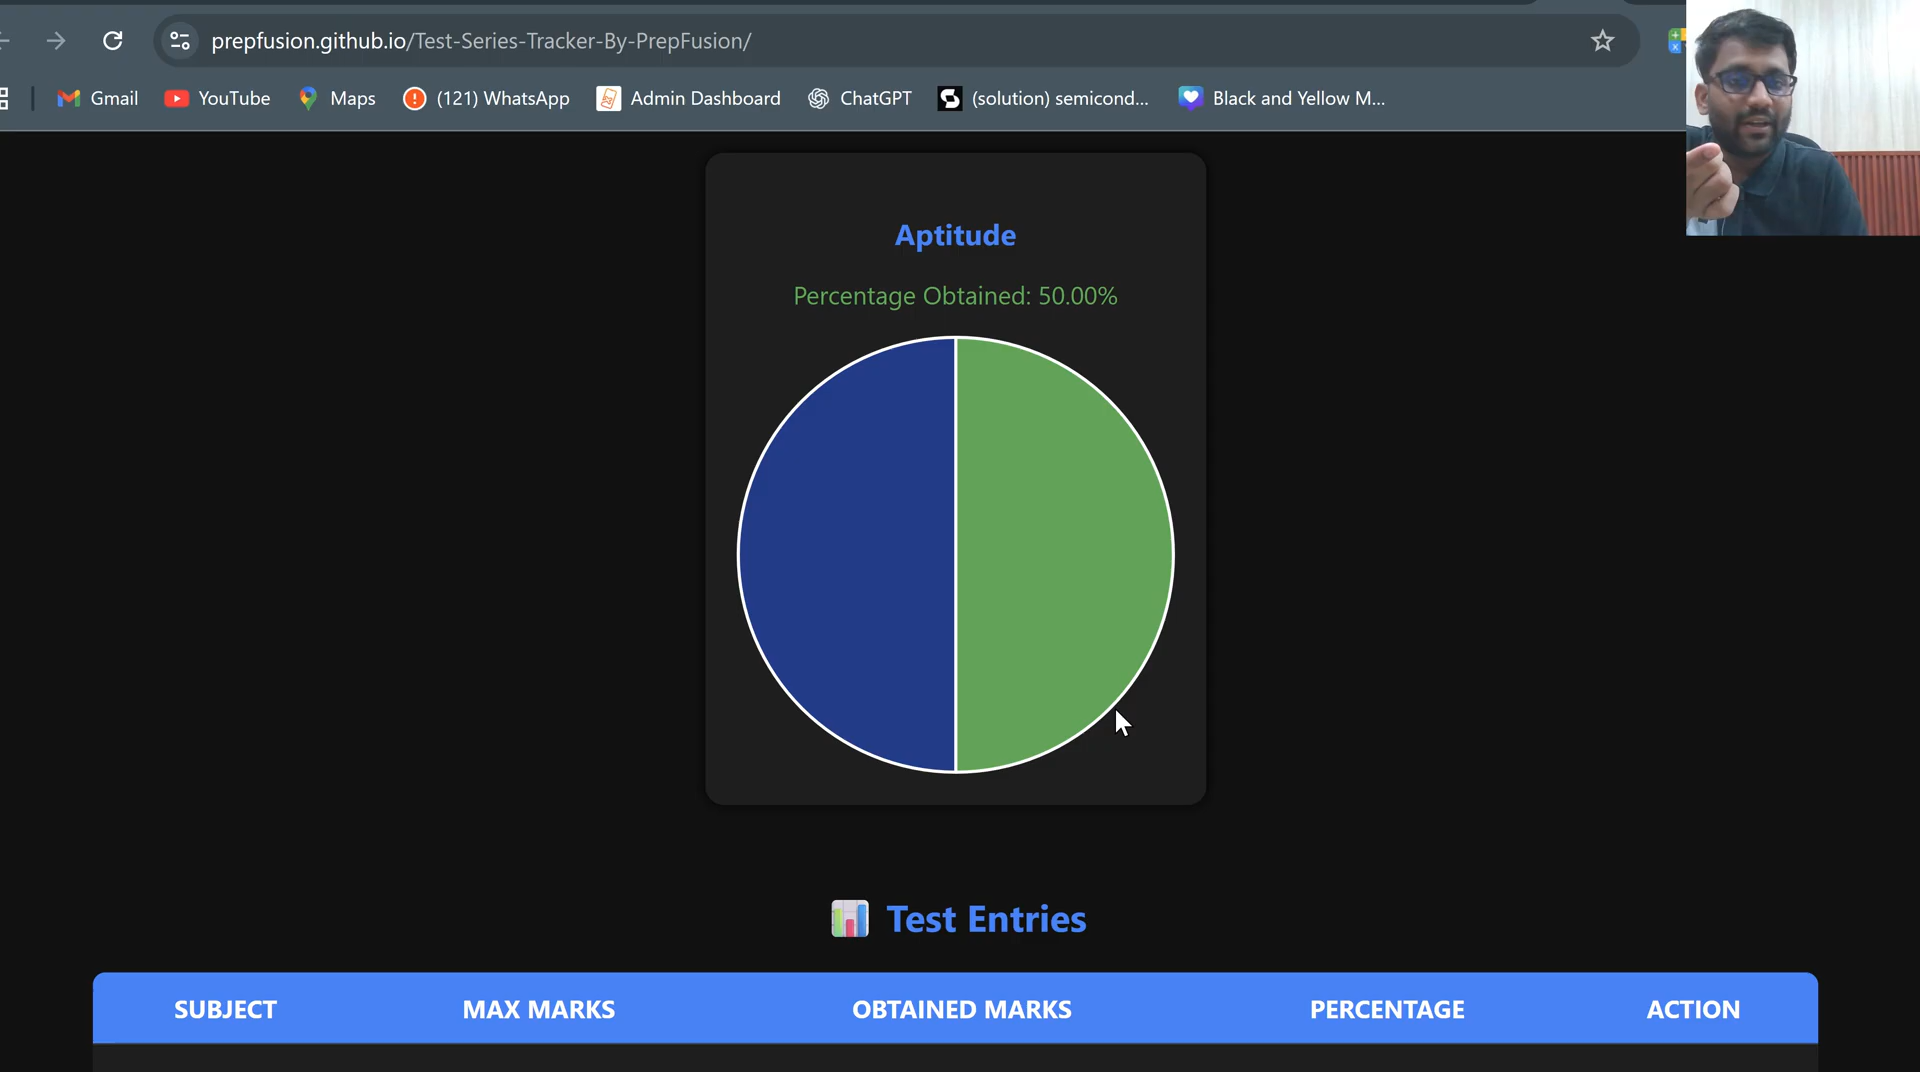 prepfusion.github.io/Test-Series-Tracker-By-PrepFusion/
Gmail YouTube Maps (121) WhatsApp Admin Dashboard ChatGPT (solution) semicond... Black and Yellow M...
Aptitude
Percentage Obtained: 50.00%
Test Entries
SUBJECT MAX MARKS OBTAINED MARKS PERCENTAGE ACTION